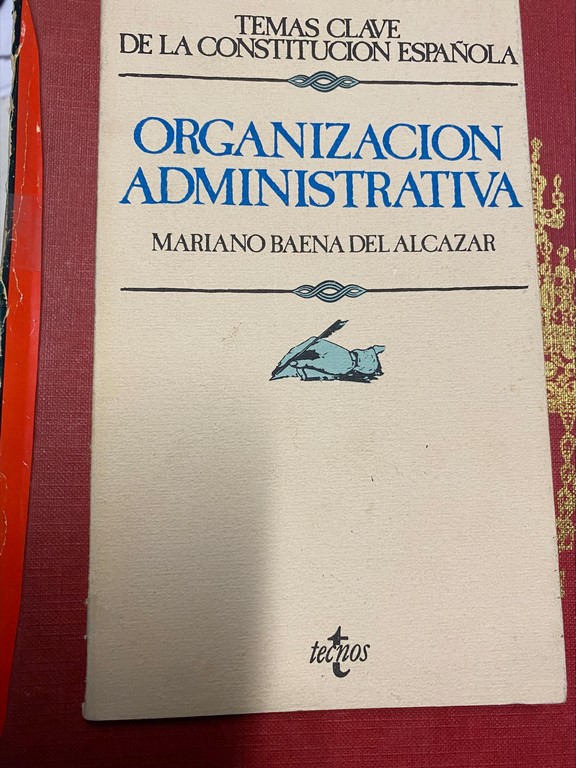 TEMAS CLAVE
DE LA CONSTITUCION ESPAÑOLA
ORGANIZACION
ADMINISTRATIVA
MARIANO BAENA DEL ALCAZAR
tecnos